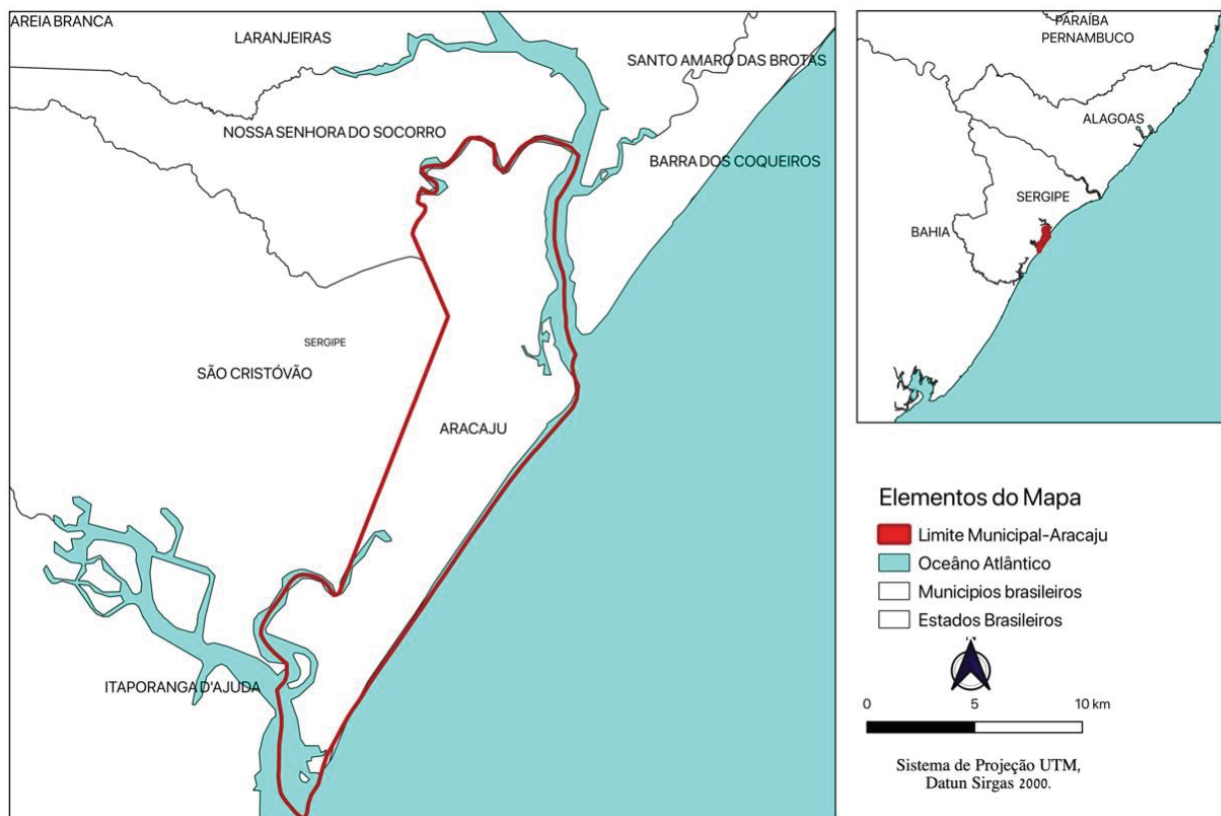 AREIA BRANCA
LARANJEIRAS
SANTO AMARO DAS BROTAS
NOSSA SENHORA DO SOCORRO
BARRA DOS COQUEIROS
SERGIPE
SÃO CRISTÓVÃO
ARACAJU
ITAPORANGA D'AJUDA
PARAÍBA
PERNAMBUCO
ALAGOAS
SERGIPE
BAHIA
Elementos do Mapa
Limite Municipal-Aracaju
Oceâno Atlântico
Municipios brasileiros
Estados Brasileiros
0 5 10 km
Sistema de Projeção UTM,
Datun Sirgas 2000.